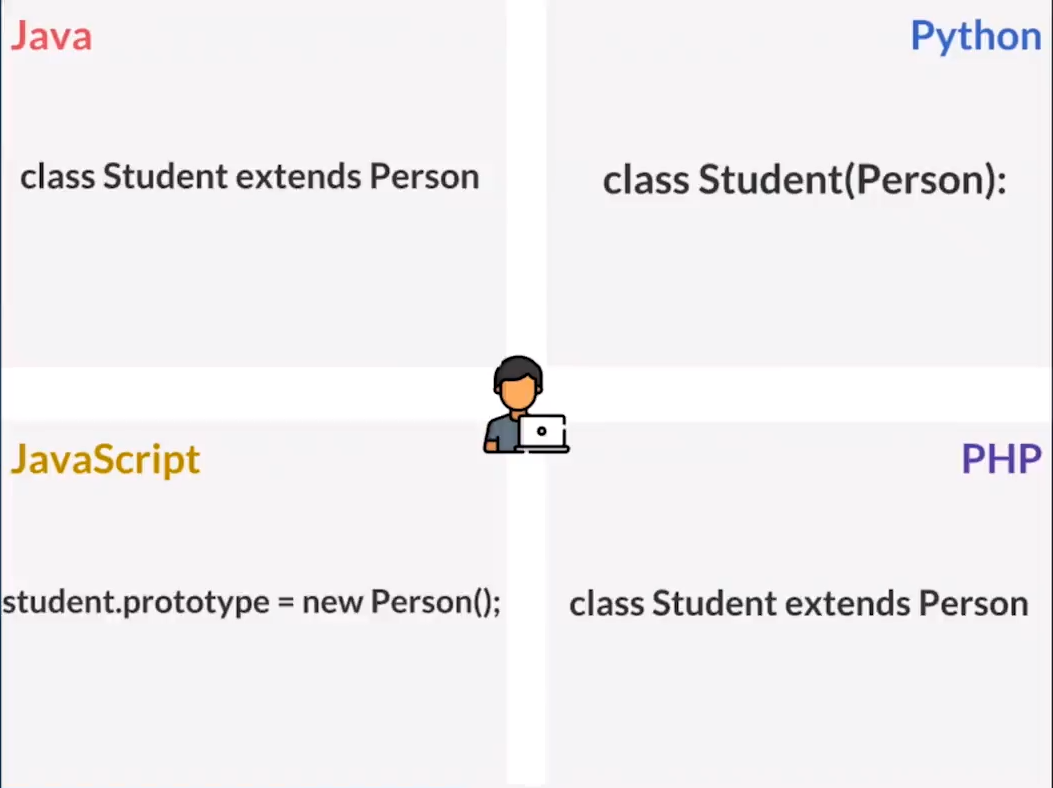 Java
class Student extends Person
Python
class Student(Person):
JavaScript
student.prototype = new Person();
PHP
class Student extends Person